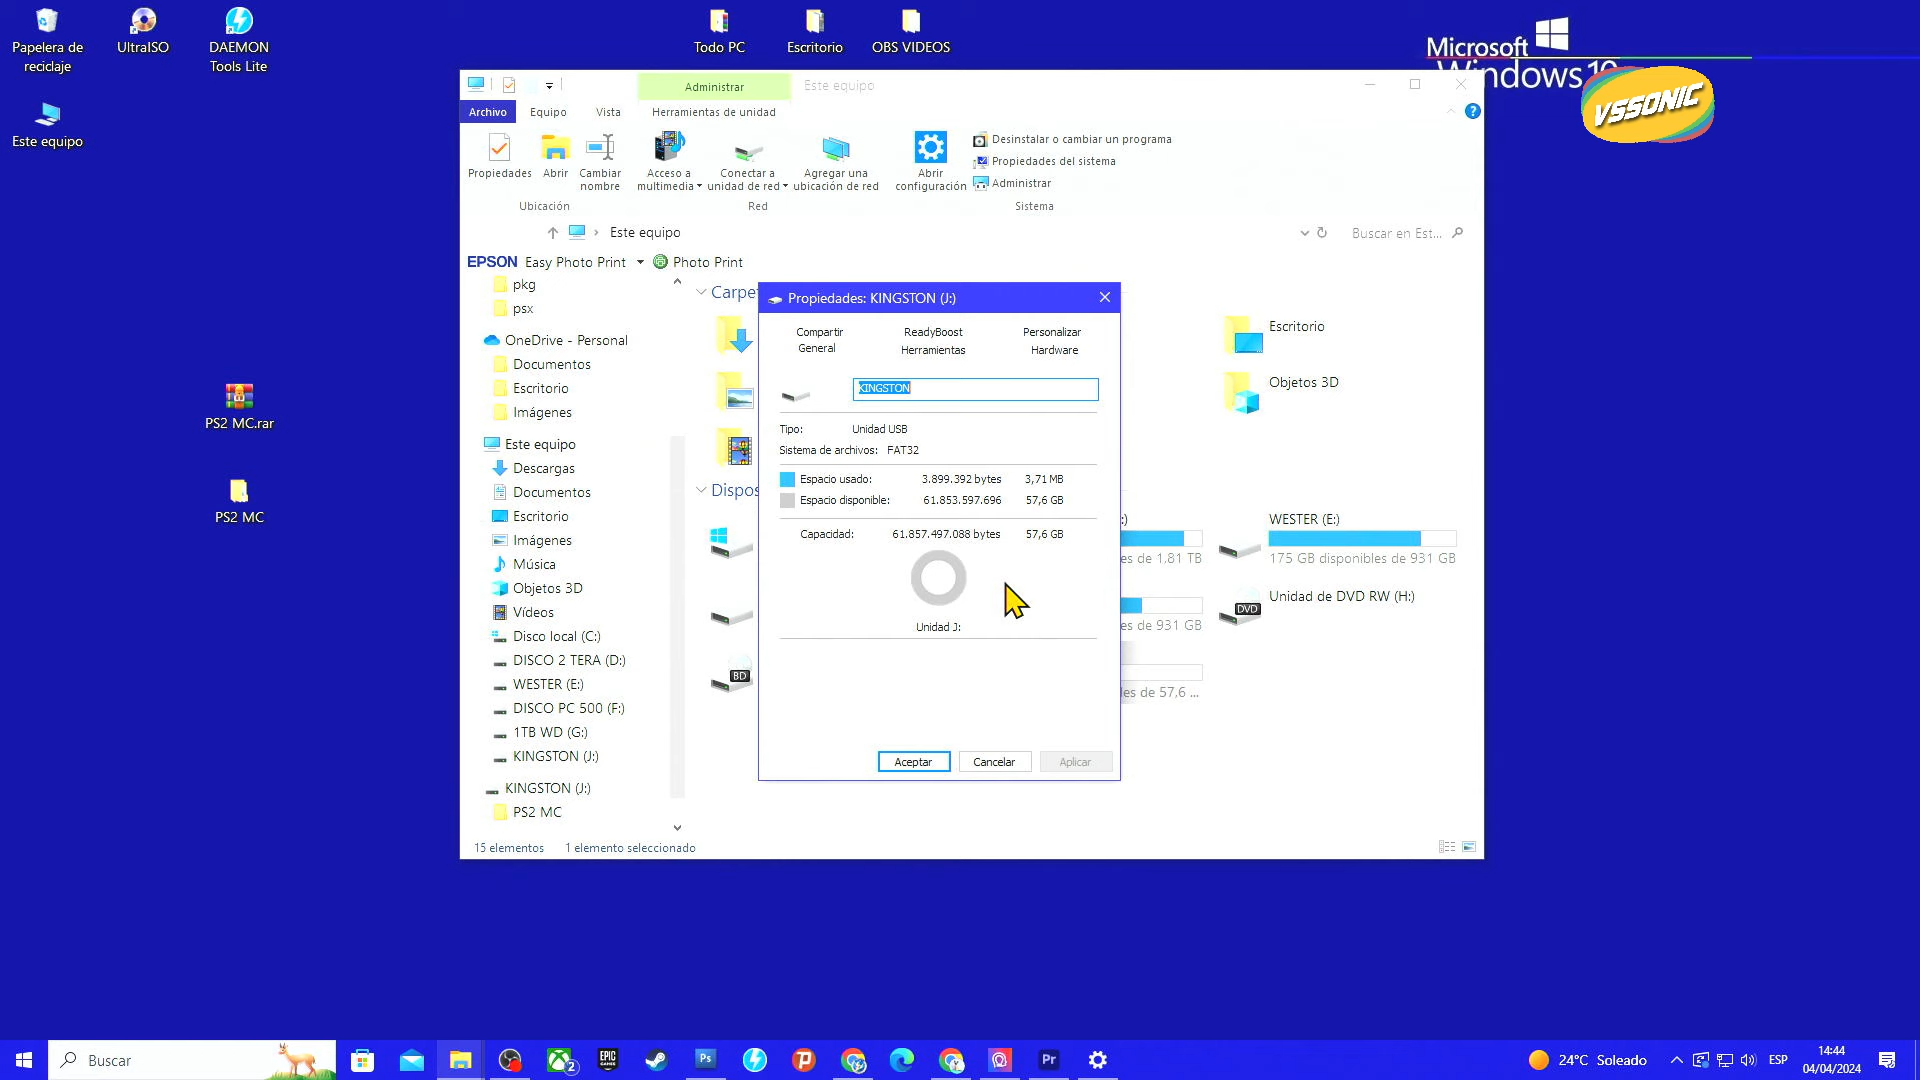 Papelera de
reciclaje
UltraISO
DAEMON
Tools Lite
Todo PC
Escritorio
OBS VIDEOS
Microsoft
Windows 10
VSSONIC
Este equipo
PS2 MC.rar
PS2 MC
Administrar
Este equipo
Archivo
Equipo
Vista
Herramientas de unidad
Propiedades
Abrir
Cambiar
nombre
Acceso a
multimedia
Conectar a
unidad de red
Agregar una
ubicación de red
Abrir
configuración
Desinstalar o cambiar un programa
Propiedades del sistema
Administrar
Ubicación
Red
Sistema
Este equipo
Buscar en Est...
EPSON Easy Photo Print
Photo Print
pkg
psx
OneDrive - Personal
Documentos
Escritorio
Imágenes
Este equipo
Descargas
Documentos
Escritorio
Imágenes
Música
Objetos 3D
Vídeos
Disco local (C:)
DISCO 2 TERA (D:)
WESTER (E:)
DISCO PC 500 (F:)
1TB WD (G:)
KINGSTON (J:)
KINGSTON (J:)
PS2 MC
Carpe
Dispos
BD
Propiedades: KINGSTON (J:)
Compartir
ReadyBoost
Personalizar
General
Herramientas
Hardware
KINGSTON
Tipo: Unidad USB
Sistema de archivos: FAT32
Espacio usado: 3.899.392 bytes 3,71 MB
Espacio disponible: 61.853.597.696 57,6 GB
Capacidad: 61.857.497.088 bytes 57,6 GB
Unidad J:
Aceptar
Cancelar
Aplicar
Escritorio
Objetos 3D
:)
es de 1,81 TB
WESTER (E:)
175 GB disponibles de 931 GB
es de 931 GB
DVD
Unidad de DVD RW (H:)
les de 57,6 ...
15 elementos
1 elemento seleccionado
Buscar
2
EPIC
GAMES
Ps
Pr
24°C Soleado
ESP
14:44
04/04/2024